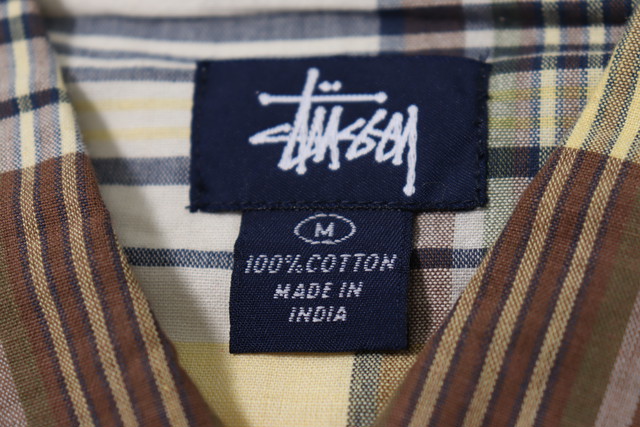 Stüssy
M
100% COTTON
MADE IN
INDIA